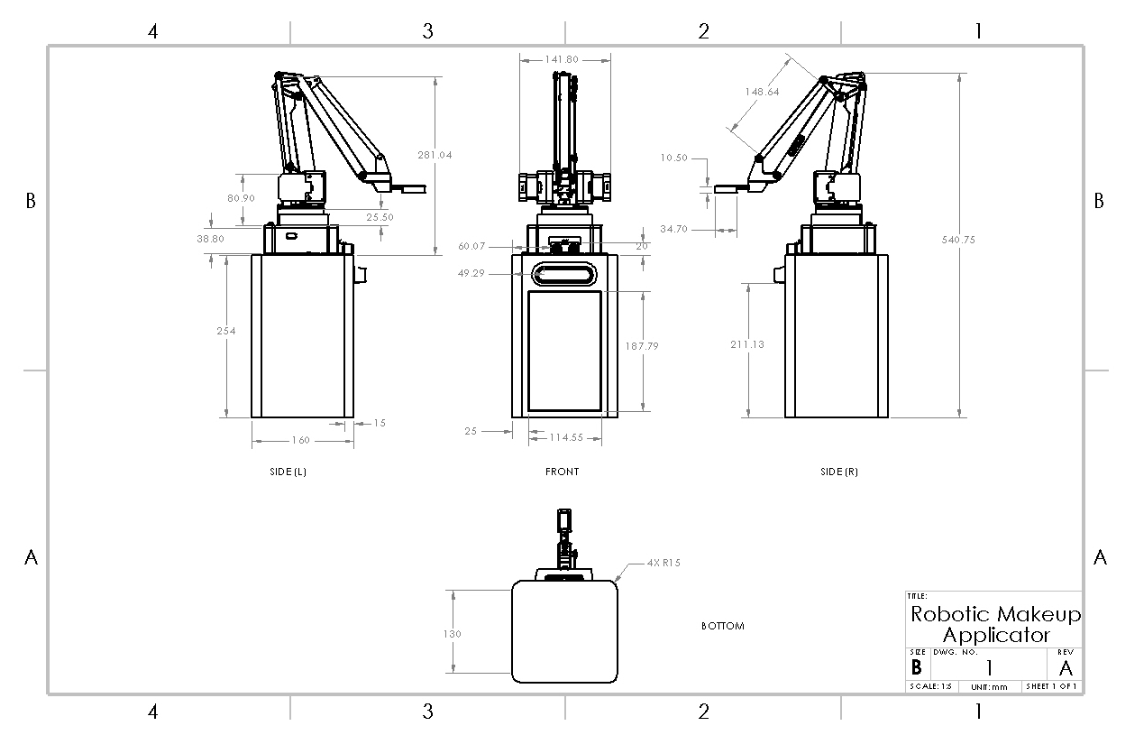 4 3 2 1
141.80
148.64
281.04
10.50
B B
80.90
25.50
34.70
38.80
60.07
20
540.75
49.29
254
187.79
211.13
15
25
160
114.55
SIDE (L)
FRONT
SIDE (R)
A A
4X R15
130
BOTTOM
TITLE:
Robotic Makeup
Applicator
SIZE DWG. NO. REV
B 1 A
SCALE: 1:3 UNIT: mm SHEET 1 OF 1
4 3 2 1